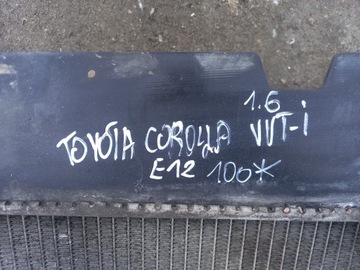 1.6
TOYOTA COROLLA VVT-i
E12 100*